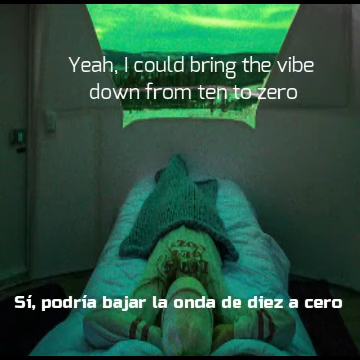 Yeah, I could bring the vibe
down from ten to zero
Sí, podría bajar la onda de diez a cero